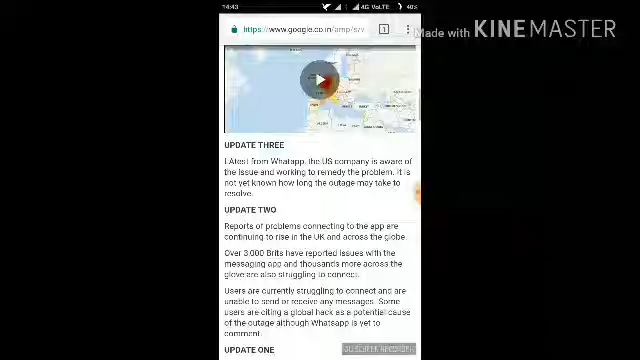 14:43
4G VoLTE
40%
https://www.google.co.in/amp/s/v
1
Made with KINEMASTER
UPDATE THREE
LAtest from Whatapp, the US company is aware of
the issue and working to remedy the problem. It is
not yet known how long the outage may take to
resolve.
UPDATE TWO
Reports of problems connecting to the app are
continuing to rise in the UK and across the globe.
Over 3,000 Brits have reported issues with the
messaging app and thousands more across the
glove are also struggling to connect.
Users are currently struggling to connect and are
unable to send or receive any messages. Some
users are citing a global hack as a potential cause
of the outage although Whatsapp is yet to
comment.
UPDATE ONE
DU SCREEN RECORDER